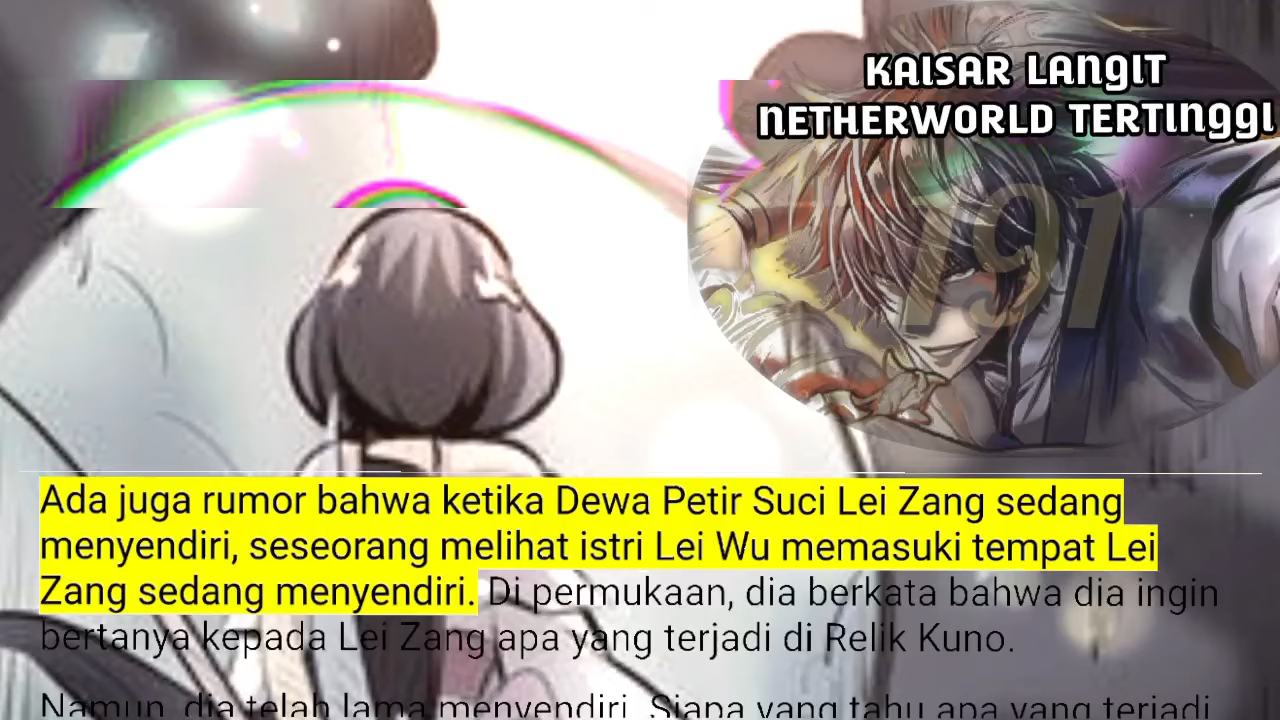 KAISAR LANGIT
NETHERWORLD TERTINGGI
191
Ada juga rumor bahwa ketika Dewa Petir Suci Lei Zang sedang
menyendiri, seseorang melihat istri Lei Wu memasuki tempat Lei
Zang sedang menyendiri. Di permukaan, dia berkata bahwa dia ingin
bertanya kepada Lei Zang apa yang terjadi di Relik Kuno.
Namun, dia telah lama menyendiri. Siapa yang tahu apa yang terjadi